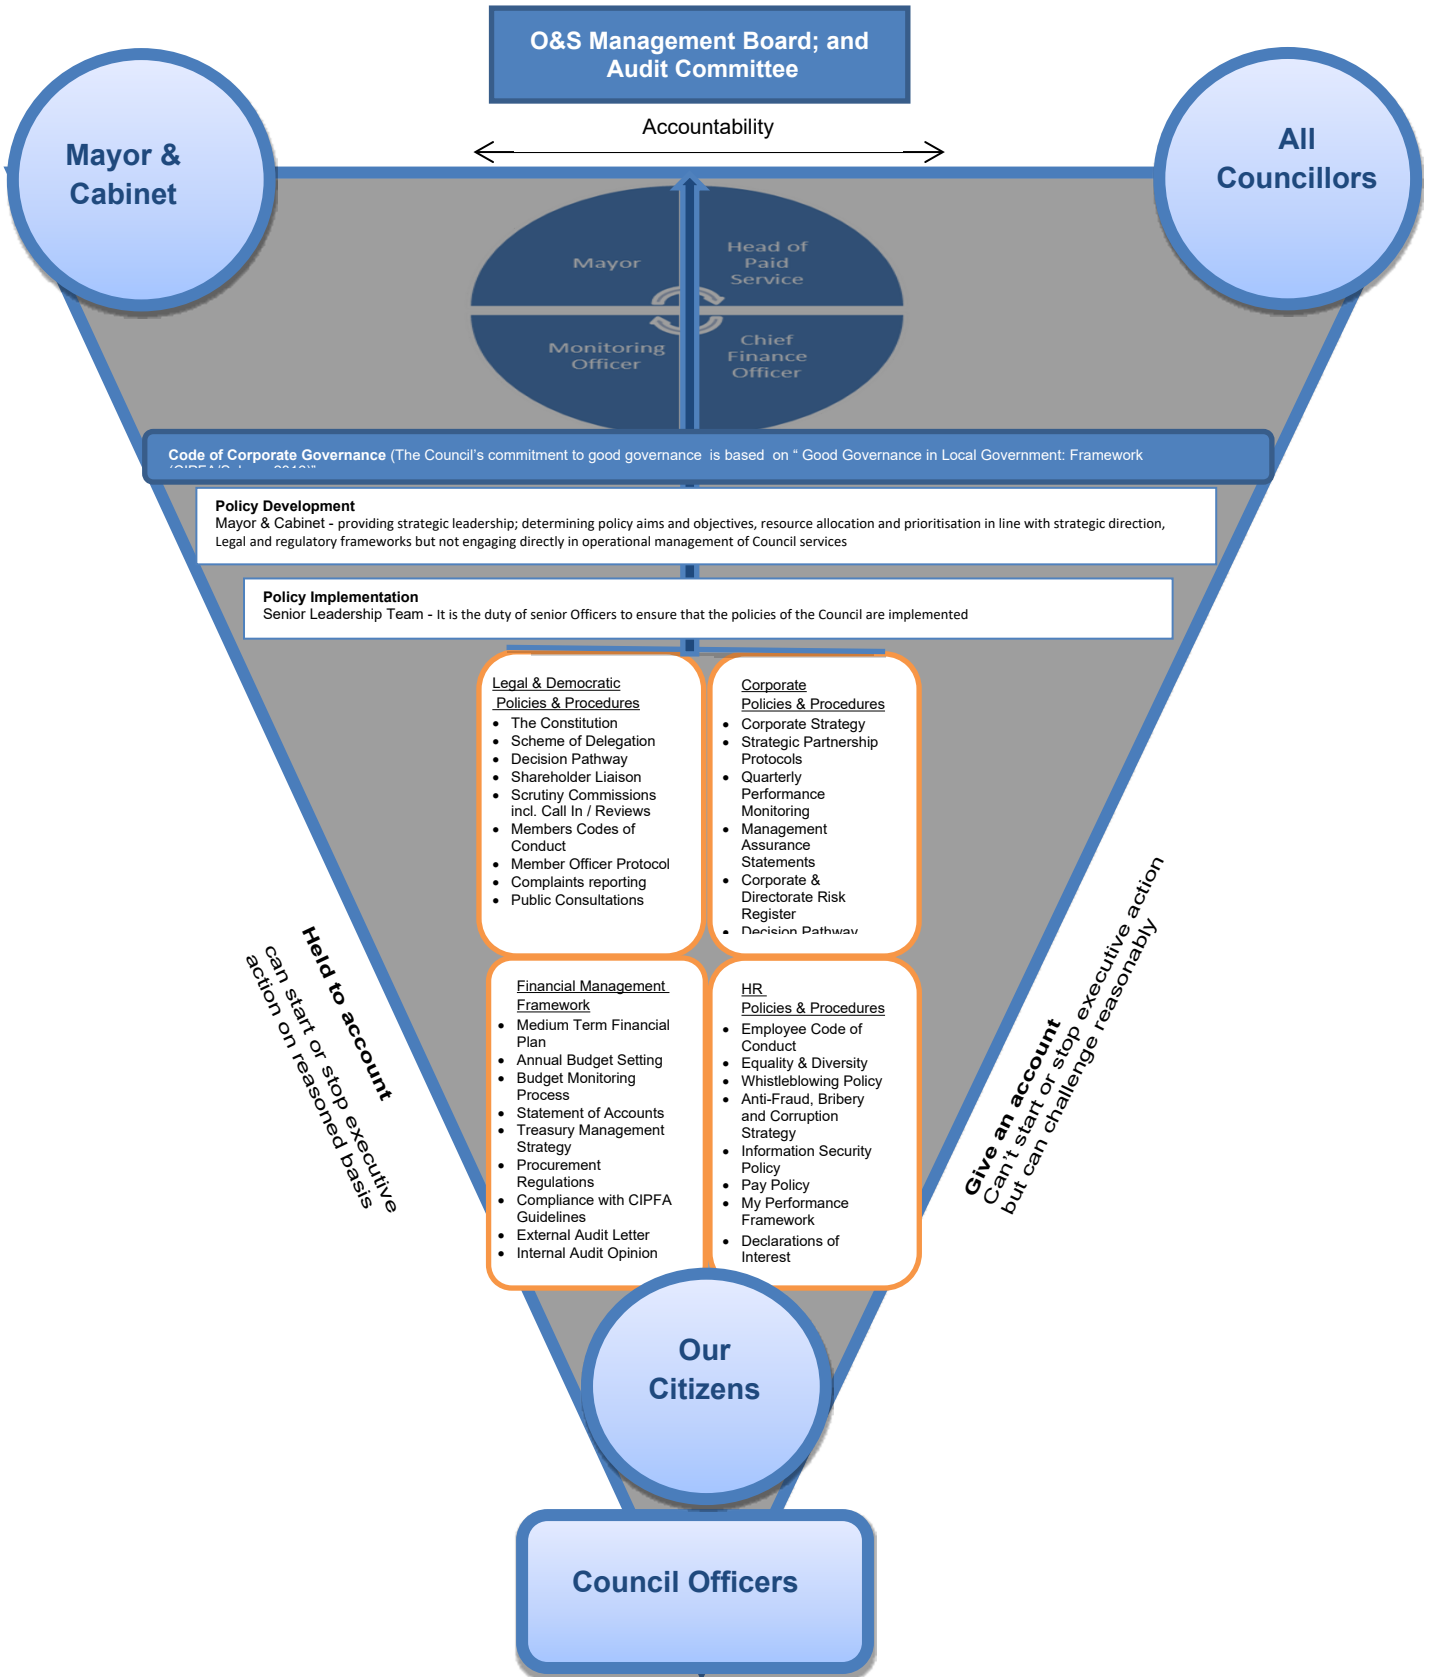 O&S Management Board; and
Audit Committee
Accountability
Mayor &
Cabinet
All
Councillors
Mayor
Head of
Paid
Service
Monitoring
Officer
Chief
Finance
Officer
Code of Corporate Governance (The Council's commitment to good governance is based on " Good Governance in Local Government: Framework
Policy Development
Mayor & Cabinet - providing strategic leadership; determining policy aims and objectives, resource allocation and prioritisation in line with strategic direction,
Legal and regulatory frameworks but not engaging directly in operational management of Council services
Policy Implementation
Senior Leadership Team - It is the duty of senior Officers to ensure that the policies of the Council are implemented
Legal & Democratic
Policies & Procedures
• The Constitution
• Scheme of Delegation
• Decision Pathway
• Shareholder Liaison
• Scrutiny Commissions
incl. Call In / Reviews
• Members Codes of
Conduct
• Member Officer Protocol
• Complaints reporting
• Public Consultations
Corporate
Policies & Procedures
• Corporate Strategy
• Strategic Partnership
Protocols
• Quarterly
Performance
Monitoring
• Management
Assurance
Statements
• Corporate &
Directorate Risk
Register
• Decision Pathway
Financial Management
Framework
• Medium Term Financial
Plan
• Annual Budget Setting
• Budget Monitoring
Process
• Statement of Accounts
• Treasury Management
Strategy
• Procurement
Regulations
• Compliance with CIPFA
Guidelines
• External Audit Letter
• Internal Audit Opinion
HR
Policies & Procedures
• Employee Code of
Conduct
• Equality & Diversity
• Whistleblowing Policy
• Anti-Fraud, Bribery
and Corruption
Strategy
• Information Security
Policy
• Pay Policy
• My Performance
Framework
• Declarations of
Interest
Held to account
can start or stop executive
action on reasoned basis
Give an account
Can't start or stop executive action
but can challenge reasonably
Our
Citizens
Council Officers